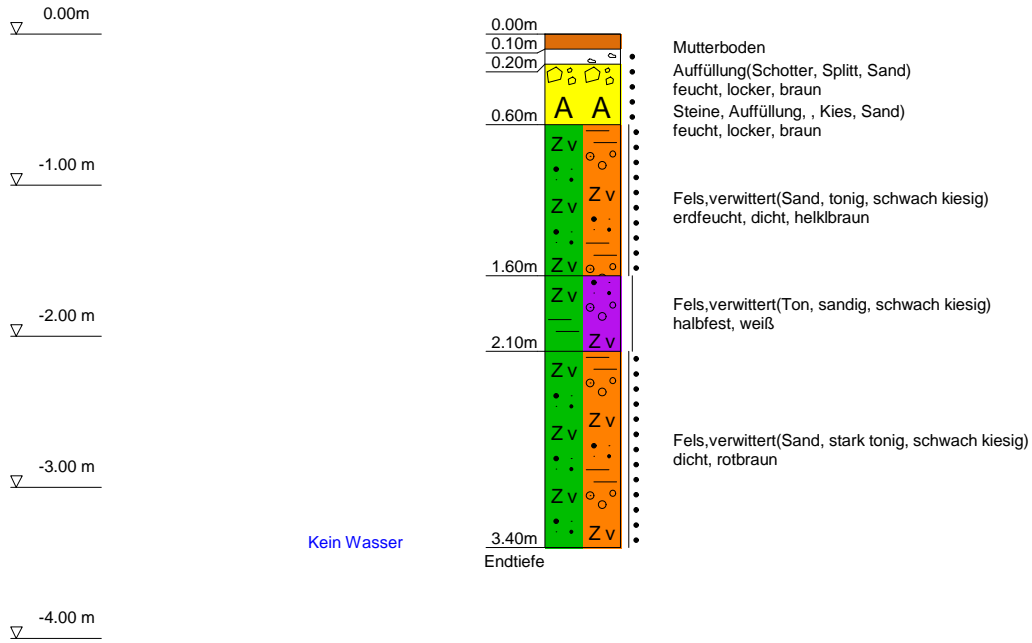 0.00m
-1.00 m
-2.00 m
-3.00 m
-4.00 m
Kein Wasser
0.00m
0.10m
0.20m
0.60m
1.60m
2.10m
3.40m
Endtiefe
A A
Z v
Z v
Z v
Z v
Z v
Z v
Z v
Z v
Z v
Z v
Z v
Mutterboden
Auffüllung(Schotter, Splitt, Sand)
feucht, locker, braun
Steine, Auffüllung, , Kies, Sand)
feucht, locker, braun
Fels,verwittert(Sand, tonig, schwach kiesig)
erdfeucht, dicht, helklbraun
Fels,verwittert(Ton, sandig, schwach kiesig)
halbfest, weiß
Fels,verwittert(Sand, stark tonig, schwach kiesig)
dicht, rotbraun